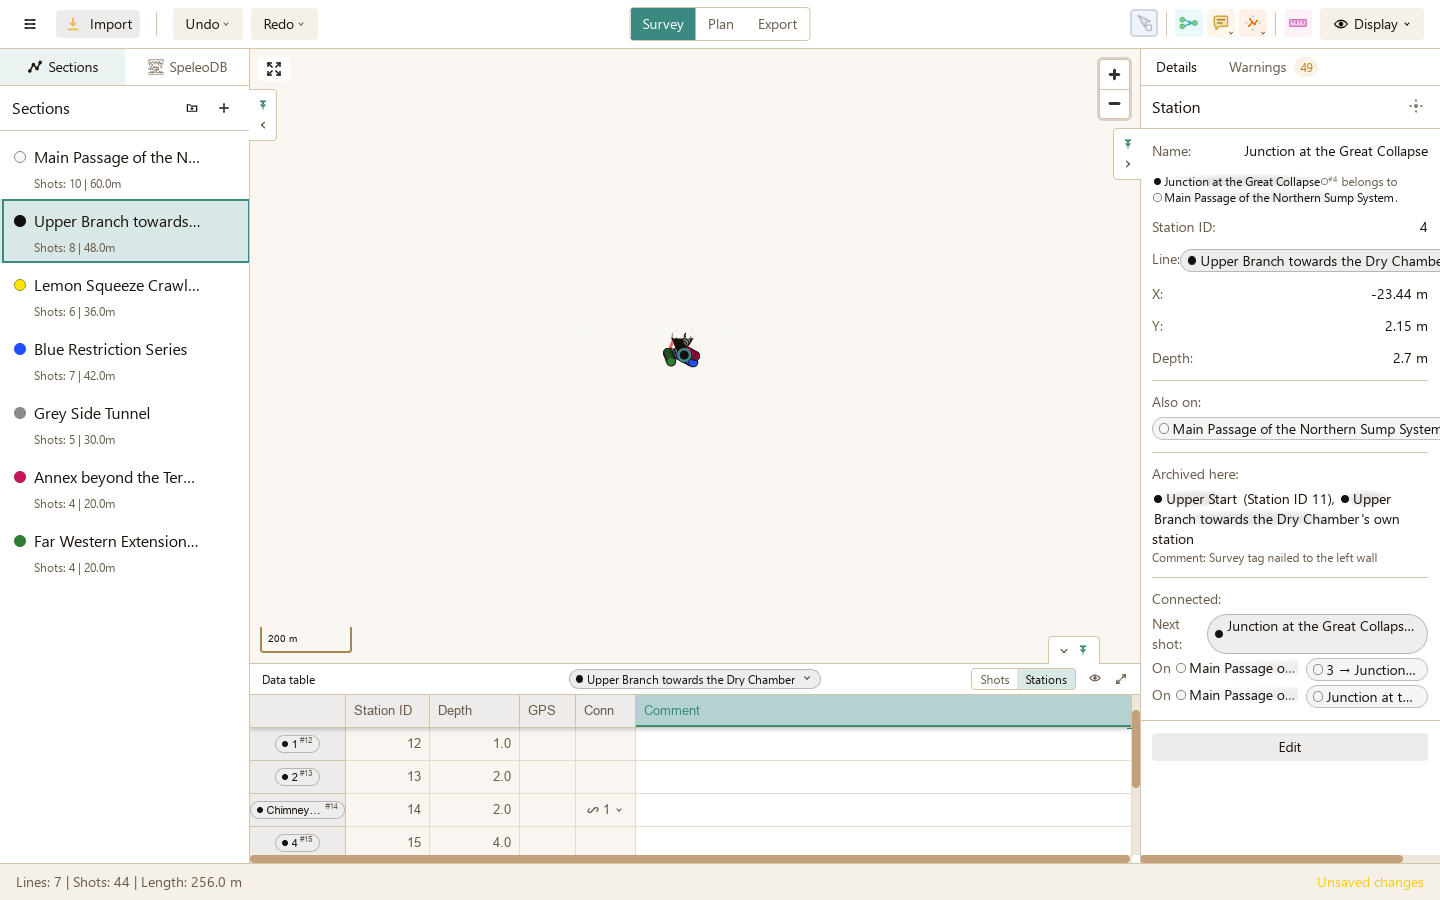 Import
Undo
Redo
Survey
Plan
Export
Display
Sections
SpeleoDB
Sections
Main Passage of the N...
Shots: 10 | 60.0m
Upper Branch towards...
Shots: 8 | 48.0m
Lemon Squeeze Crawl...
Shots: 6 | 36.0m
Blue Restriction Series
Shots: 7 | 42.0m
Grey Side Tunnel
Shots: 5 | 30.0m
Annex beyond the Ter...
Shots: 4 | 20.0m
Far Western Extension...
Shots: 4 | 20.0m
200 m
Data table
Upper Branch towards the Dry Chamber
Shots
Stations
Station ID Depth GPS Conn Comment
1 #12 12 1.0
2 #13 13 2.0
Chimney... #14 14 2.0 1
4 #15 15 4.0
Details
Warnings 49
Station
Name: Junction at the Great Collapse
Junction at the Great Collapse #4 belongs to
Main Passage of the Northern Sump System.
Station ID: 4
Line: Upper Branch towards the Dry Chambe
X: -23.44 m
Y: 2.15 m
Depth: 2.7 m
Also on:
Main Passage of the Northern Sump System
Archived here:
Upper Start (Station ID 11), Upper
Branch towards the Dry Chamber's own
station
Comment: Survey tag nailed to the left wall
Connected:
Next shot: Junction at the Great Collaps...
On Main Passage o... 3 → Junction...
On Main Passage o... Junction at t...
Edit
Lines: 7 | Shots: 44 | Length: 256.0 m
Unsaved changes